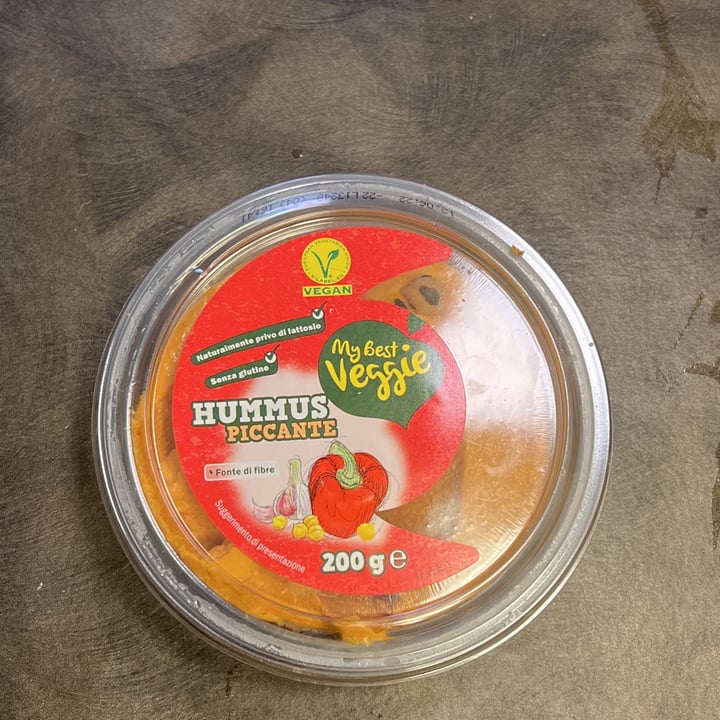 VEGAN
Naturalmente privo di lattosio
Senza glutine
My Best
Veggie
HUMMUS
PICCANTE
Fonte di fibre
Suggerimento di presentazione
200 g e